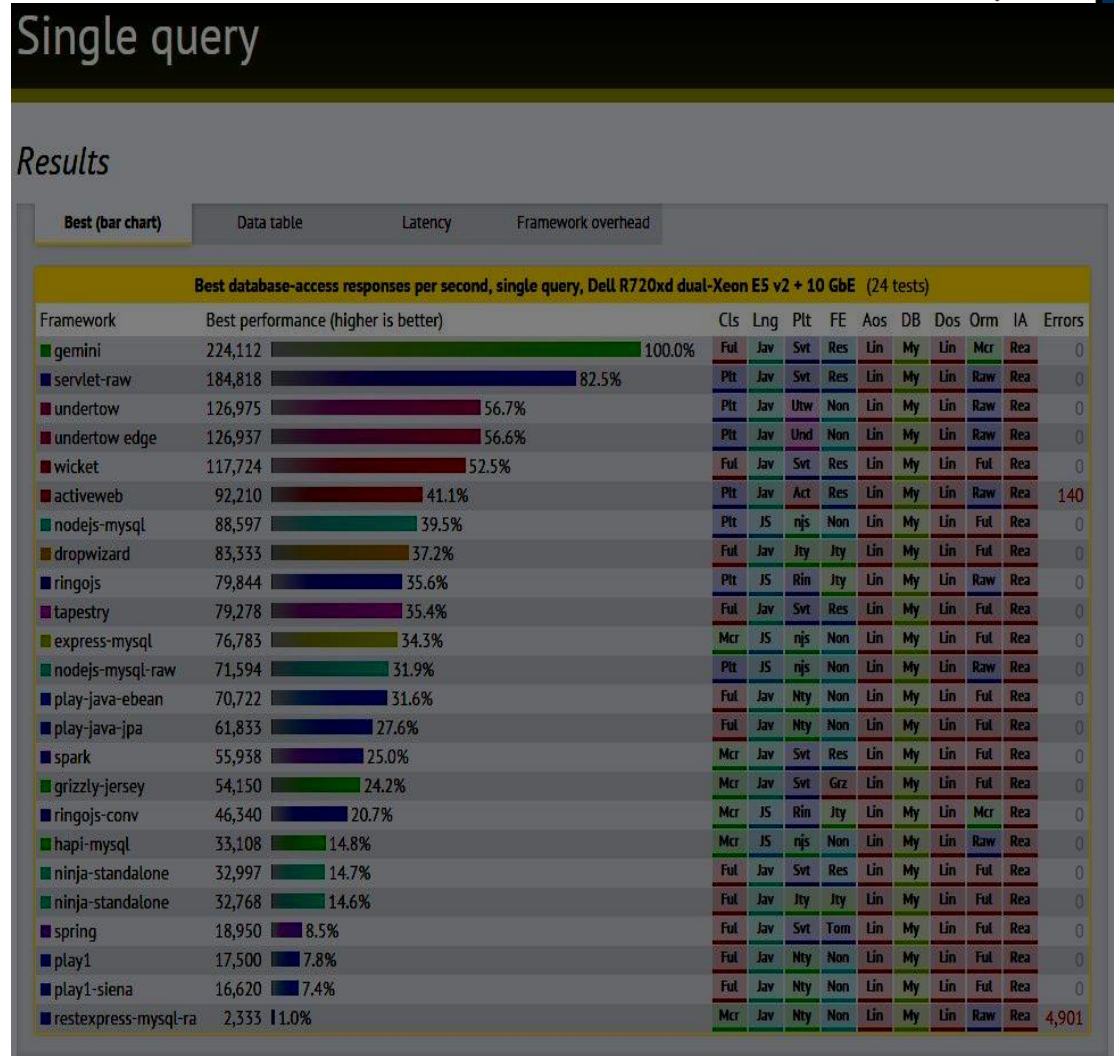 Single query
Results
Best (bar chart) Data table Latency Framework overhead
Best database-access responses per second, single query, Dell R720xd dual-Xeon E5 v2 + 10 GbE (24 tests)
Framework Best performance (higher is better) Cls Lng Plt FE Aos DB Dos Orm IA Errors
gemini 224,112 100.0% Ful Jav Svt Res Lin My Lin Mcr Rea 0
servlet-raw 184,818 82.5% Plt Jav Svt Res Lin My Lin Raw Rea 0
undertow 126,975 56.7% Plt Jav Utw Non Lin My Lin Raw Rea 0
undertow edge 126,937 56.6% Plt Jav Und Non Lin My Lin Raw Rea 0
wicket 117,724 52.5% Ful Jav Svt Res Lin My Lin Ful Rea 0
activeweb 92,210 41.1% Plt Jav Act Res Lin My Lin Raw Rea 140
nodejs-mysql 88,597 39.5% Plt JS njs Non Lin My Lin Ful Rea 0
dropwizard 83,333 37.2% Ful Jav Jty Jty Lin My Lin Ful Rea 0
ringojs 79,844 35.6% Plt JS Rin Jty Lin My Lin Raw Rea 0
tapestry 79,278 35.4% Ful Jav Svt Res Lin My Lin Ful Rea 0
express-mysql 76,783 34.3% Mcr JS njs Non Lin My Lin Ful Rea 0
nodejs-mysql-raw 71,594 31.9% Plt JS njs Non Lin My Lin Raw Rea 0
play-java-ebean 70,722 31.6% Ful Jav Nty Non Lin My Lin Ful Rea 0
play-java-jpa 61,833 27.6% Ful Jav Nty Non Lin My Lin Ful Rea 0
spark 55,938 25.0% Mcr Jav Svt Res Lin My Lin Ful Rea 0
grizzly-jersey 54,150 24.2% Mcr Jav Svt Grz Lin My Lin Ful Rea 0
ringojs-conv 46,340 20.7% Mcr JS Rin Jty Lin My Lin Mcr Rea 0
hapi-mysql 33,108 14.8% Mcr JS njs Non Lin My Lin Raw Rea 0
ninja-standalone 32,997 14.7% Ful Jav Svt Res Lin My Lin Ful Rea 0
ninja-standalone 32,768 14.6% Ful Jav Jty Jty Lin My Lin Ful Rea 0
spring 18,950 8.5% Ful Jav Svt Tom Lin My Lin Ful Rea 0
play1 17,500 7.8% Ful Jav Nty Non Lin My Lin Ful Rea 0
play1-siena 16,620 7.4% Ful Jav Nty Non Lin My Lin Ful Rea 0
restexpress-mysql-ra 2,333 1.0% Mcr Jav Nty Non Lin My Lin Raw Rea 4,901